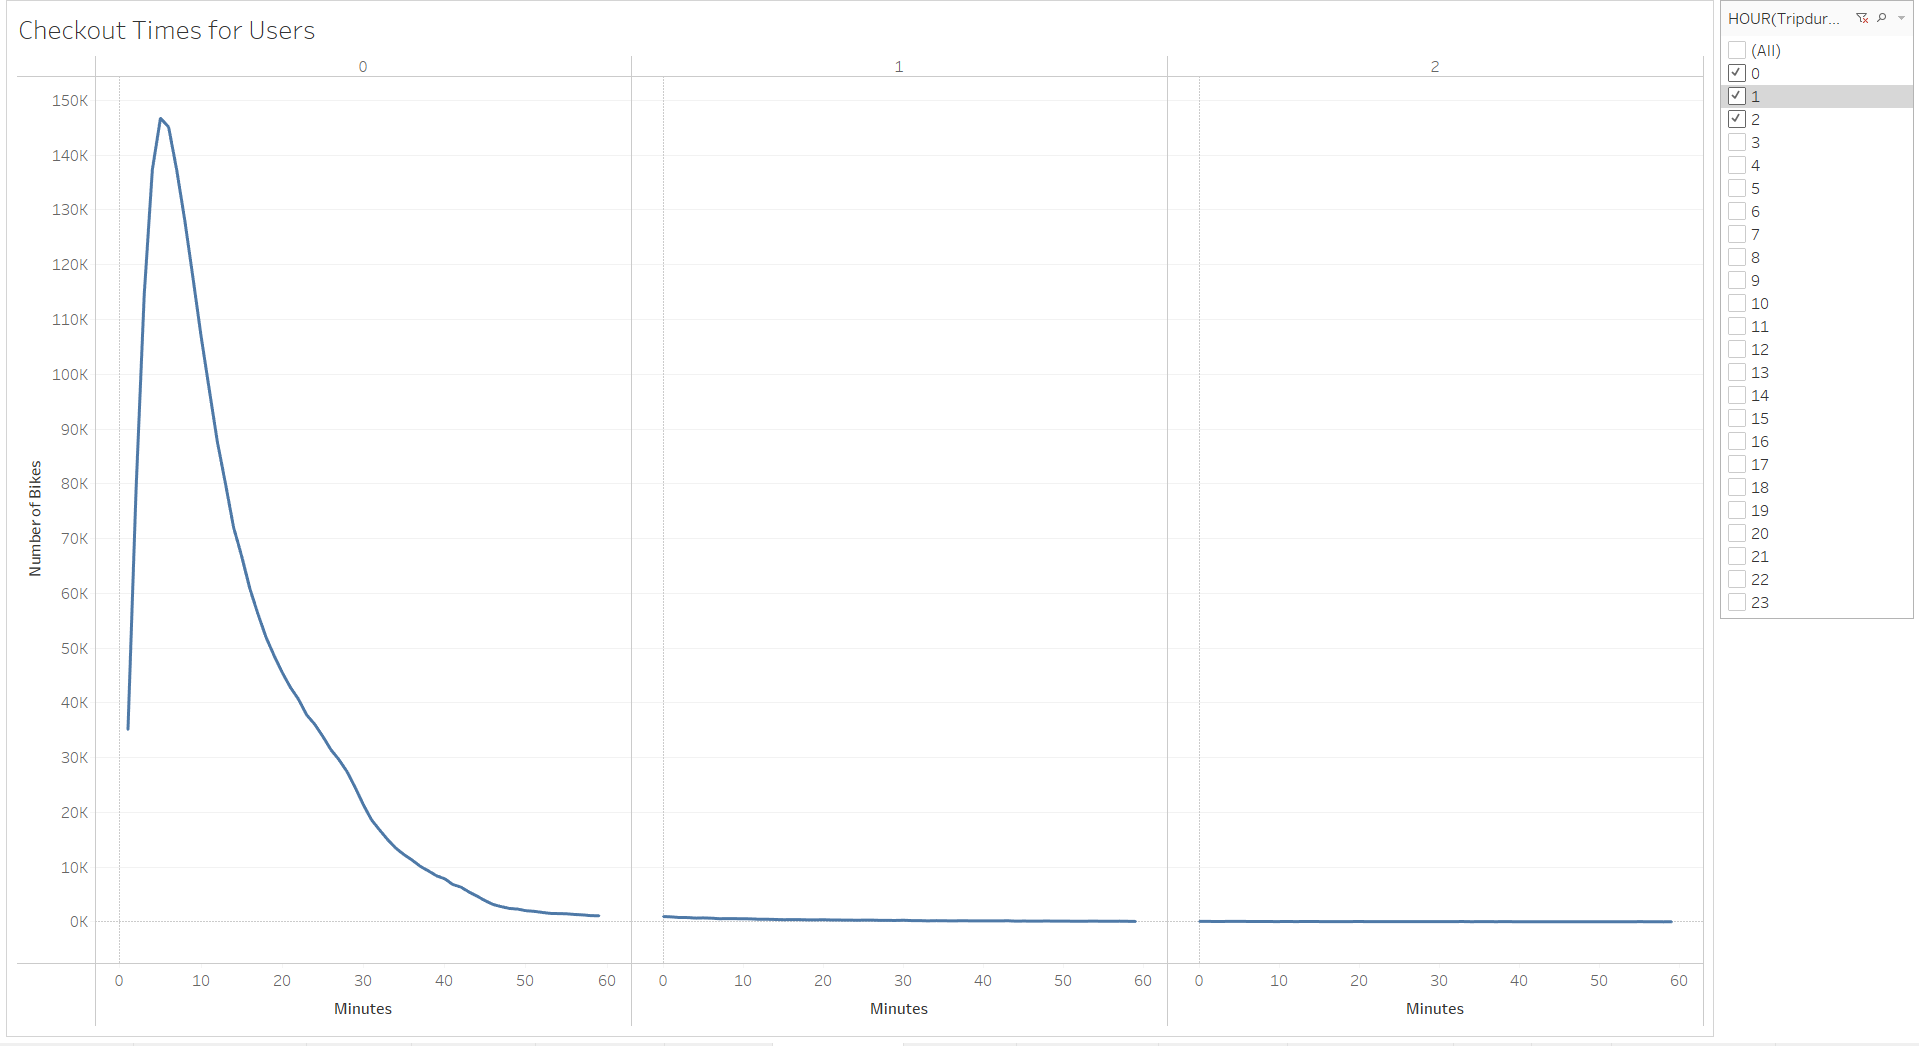 Checkout Times for Users
0 1 2
150K
140K
130K
120K
110K
100K
90K
80K
70K
60K
50K
40K
30K
20K
10K
0K
Number of Bikes
0 10 20 30 40 50 60 0 10 20 30 40 50 60 0 10 20 30 40 50 60
Minutes Minutes Minutes
HOUR(Tripdur...
(All)
0
1
2
3
4
5
6
7
8
9
10
11
12
13
14
15
16
17
18
19
20
21
22
23